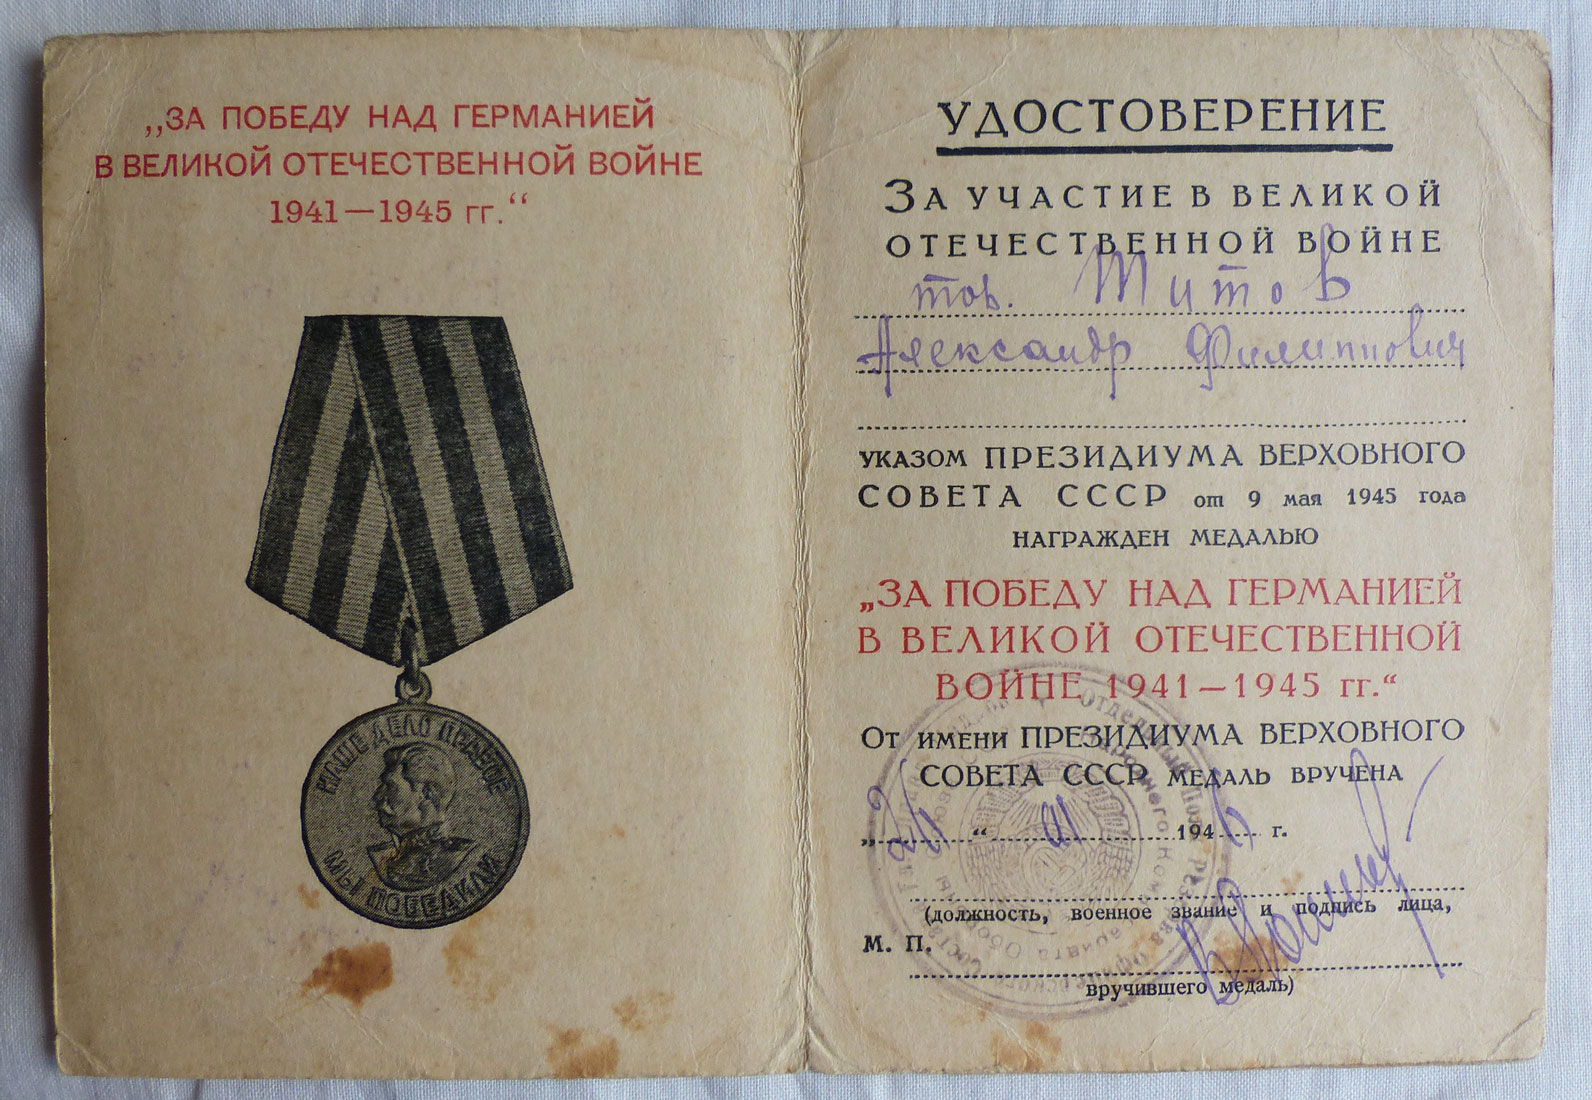 „ЗА ПОБЕДУ НАД ГЕРМАНИЕЙ
В ВЕЛИКОЙ ОТЕЧЕСТВЕННОЙ ВОЙНЕ
1941—1945 гг.“
НАШЕ ДЕЛО ПРАВОЕ
МЫ ПОБЕДИЛИ
УДОСТОВЕРЕНИЕ
ЗА УЧАСТИЕ В ВЕЛИКОЙ
ОТЕЧЕСТВЕННОЙ ВОЙНЕ
тов. Титов
Александр Филиппович
УКАЗОМ ПРЕЗИДИУМА ВЕРХОВНОГО
СОВЕТА СССР от 9 мая 1945 года
НАГРАЖДЕН МЕДАЛЬЮ
„ЗА ПОБЕДУ НАД ГЕРМАНИЕЙ
В ВЕЛИКОЙ ОТЕЧЕСТВЕННОЙ
ВОЙНЕ 1941—1945 гг.“
ОТ ИМЕНИ ПРЕЗИДИУМА ВЕРХОВНОГО
СОВЕТА СССР МЕДАЛЬ ВРУЧЕНА
„ “ 194 г.
(должность, военное звание и подпись лица,
М. П.
вручившего медаль)